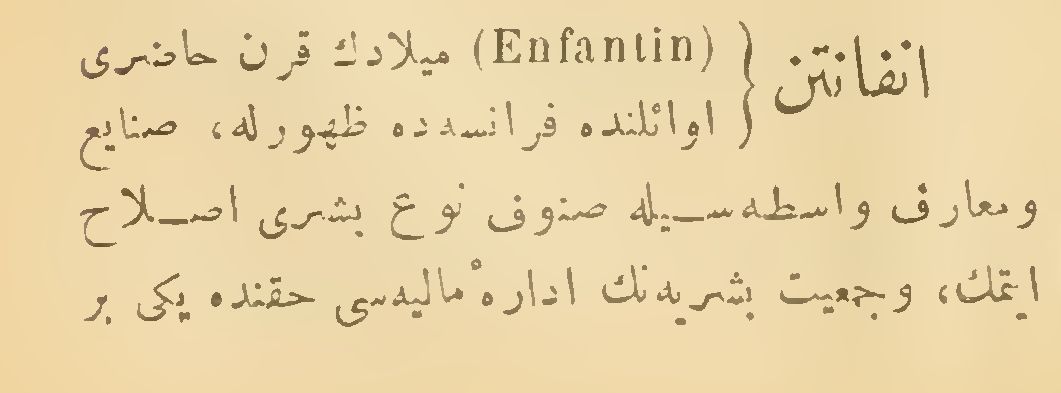 انفانتن { (Enfantin) میلادك قرن حاضری
اوائلنده فرانسه‌ده ظهورله، صنایع
ومعارف واسطه‌سیله صنوف نوع بشری اصلاح
ایتمك، وجمعیت بشریه‌نك ادارهٔ مالیه‌سی حقنده یکی بر